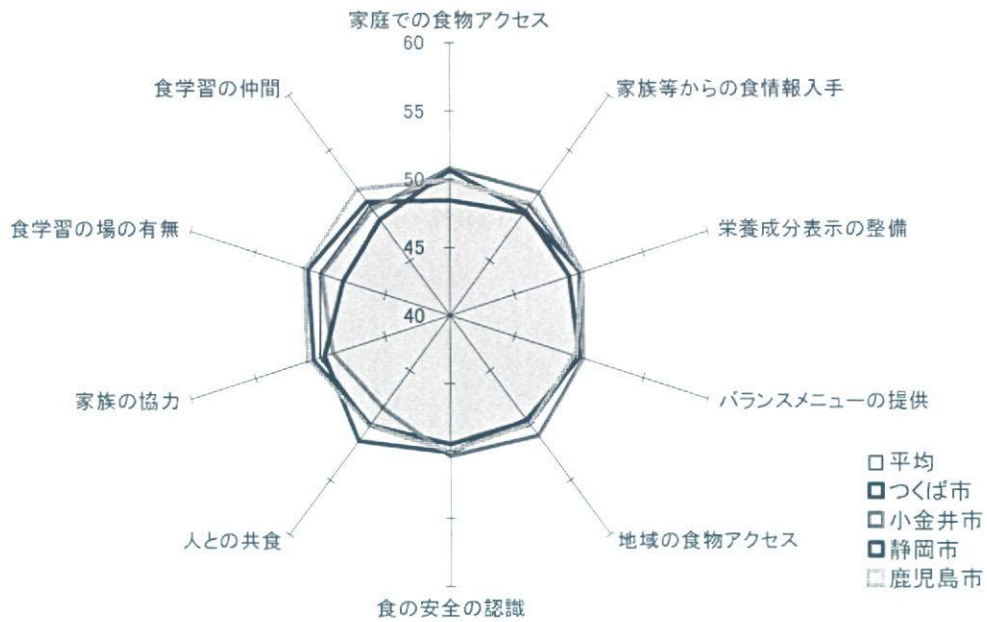 家庭での食物アクセス
60
食学習の仲間
家族等からの食情報入手
55
50
食学習の場の有無
栄養成分表示の整備
45
40
家族の協力
バランスメニューの提供
人との共食
地域の食物アクセス
食の安全の認識
平均
つくば市
小金井市
静岡市
鹿児島市